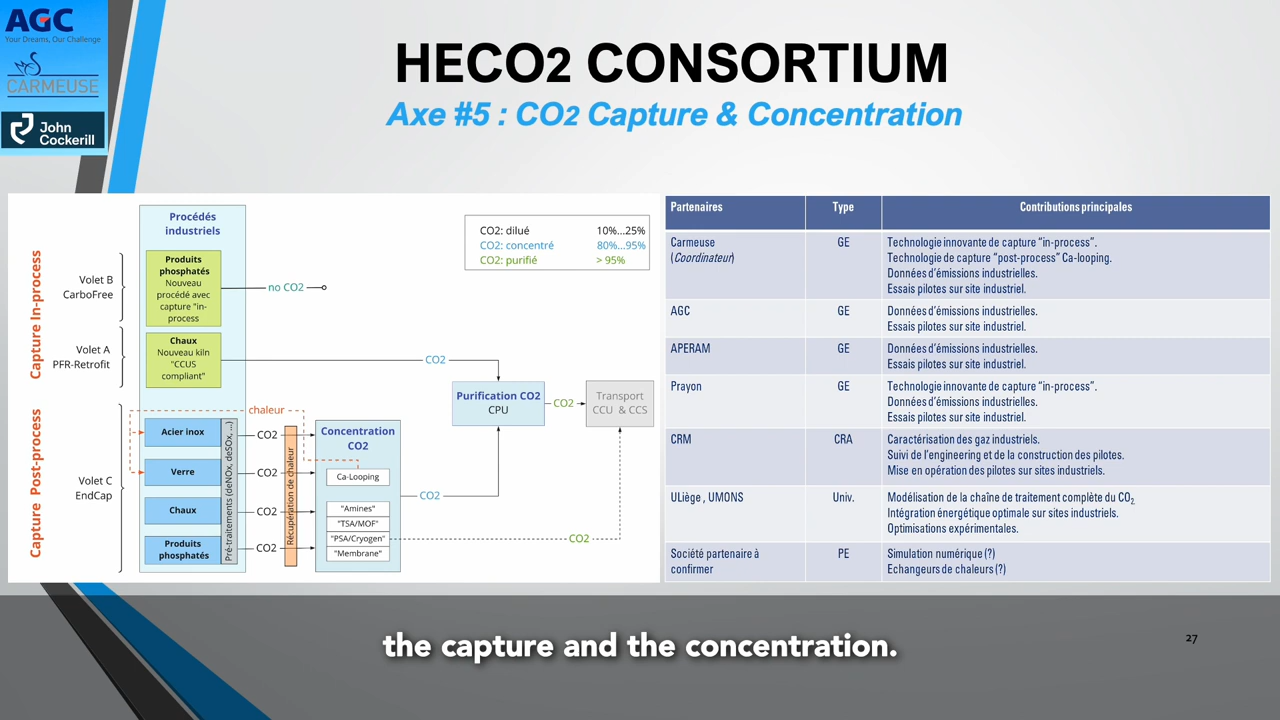 AGC
Your Dreams, Our Challenge
CARMEUSE
John
Cockerill
HECO2 CONSORTIUM
Axe #5 : CO2 Capture & Concentration
Capture In-process
Capture Post-process
Volet B
CarboFree
Volet A
PFR-Retrofit
Volet C
EndCap
Procédés
industriels
Produits
phosphatés
Nouveau
procédé avec
capture "in-
process
Chaux
Nouveau kiln
"CCUS
compliant"
no CO2
CO2: dilué 10%...25%
CO2: concentré 80%...95%
CO2: purifié > 95%
CO2
chaleur
Acier inox
Verre
Chaux
Produits
phosphatés
Pré-traitements (deNOx, deSOx, ...)
CO2
CO2
CO2
CO2
Récupération de chaleur
Concentration
CO2
Ca-Looping
"Amines"
"TSA/MOF"
"PSA/Cryogen"
"Membrane"
CO2
CO2
Purification CO2
CPU
CO2
Transport
CCU & CCS
Partenaires Type Contributions principales
Carmeuse GE Technologie innovante de capture “in-process”.
(Coordinateur) Technologie de capture “post-process” Ca-looping.
Données d’émissions industrielles.
Essais pilotes sur site industriel.
AGC GE Données d’émissions industrielles.
Essais pilotes sur site industriel.
APERAM GE Données d’émissions industrielles.
Essais pilotes sur site industriel.
Prayon GE Technologie innovante de capture “in-process”.
Données d’émissions industrielles.
Essais pilotes sur site industriel.
CRM CRA Caractérisation des gaz industriels.
Suivi de l’engineering et de la construction des pilotes.
Mise en opération des pilotes sur sites industriels.
ULiège , UMONS Univ. Modélisation de la chaîne de traitement complète du CO₂
Intégration énergétique optimale sur sites industriels.
Optimisations expérimentales.
Société partenaire à PE Simulation numérique (?)
confirmer Echangeurs de chaleurs (?)
the capture and the concentration.
27